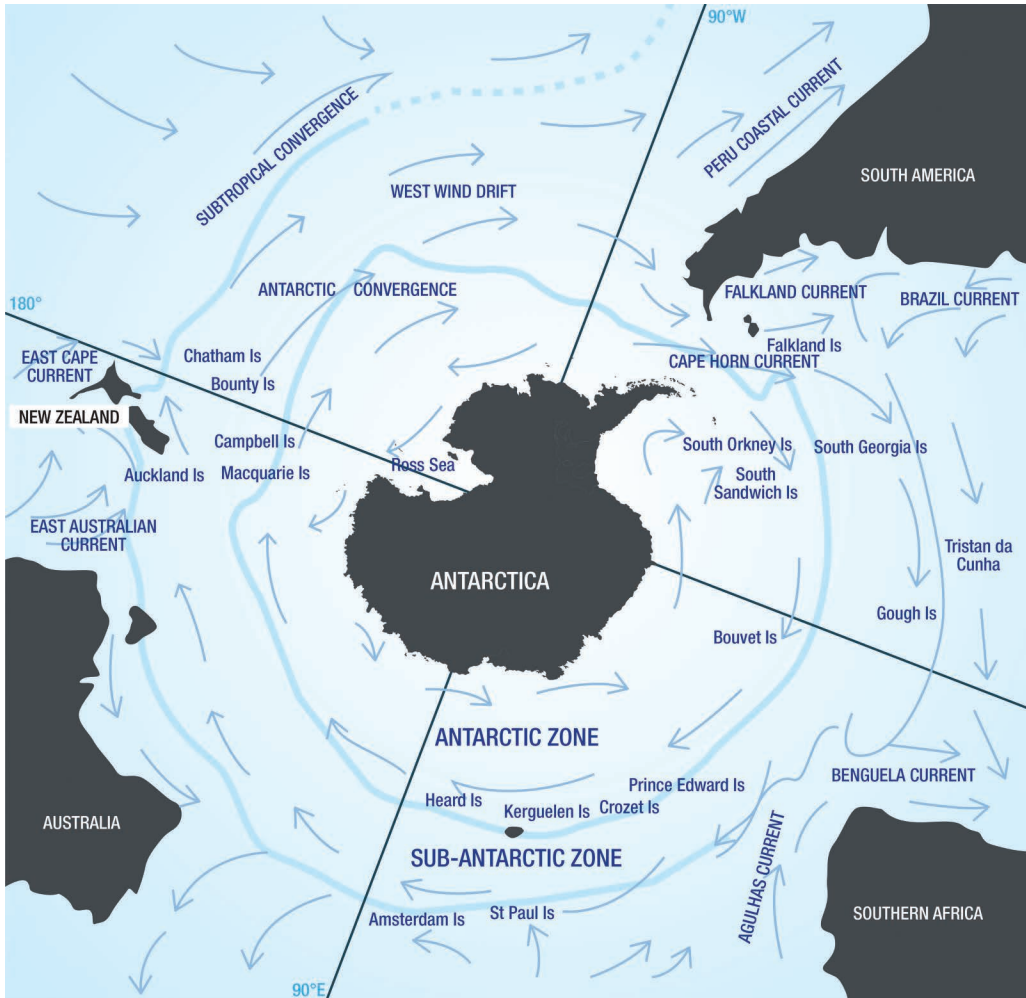 90°W
SUBTROPICAL CONVERGENCE
PERU COASTAL CURRENT
SOUTH AMERICA
WEST WIND DRIFT
ANTARCTIC CONVERGENCE
FALKLAND CURRENT
BRAZIL CURRENT
180°
Falkland Is
EAST CAPE
CURRENT
Chatham Is
CAPE HORN CURRENT
Bounty Is
NEW ZEALAND
Campbell Is
South Orkney Is
South Georgia Is
Ross Sea
Auckland Is
Macquarie Is
South
Sandwich Is
EAST AUSTRALIAN
CURRENT
Tristan da
Cunha
ANTARCTICA
Gough Is
Bouvet Is
ANTARCTIC ZONE
BENGUELA CURRENT
Prince Edward Is
Heard Is
Kerguelen Is
Crozet Is
AUSTRALIA
SUB-ANTARCTIC ZONE
AGULHAS CURRENT
Amsterdam Is
St Paul Is
SOUTHERN AFRICA
90°E